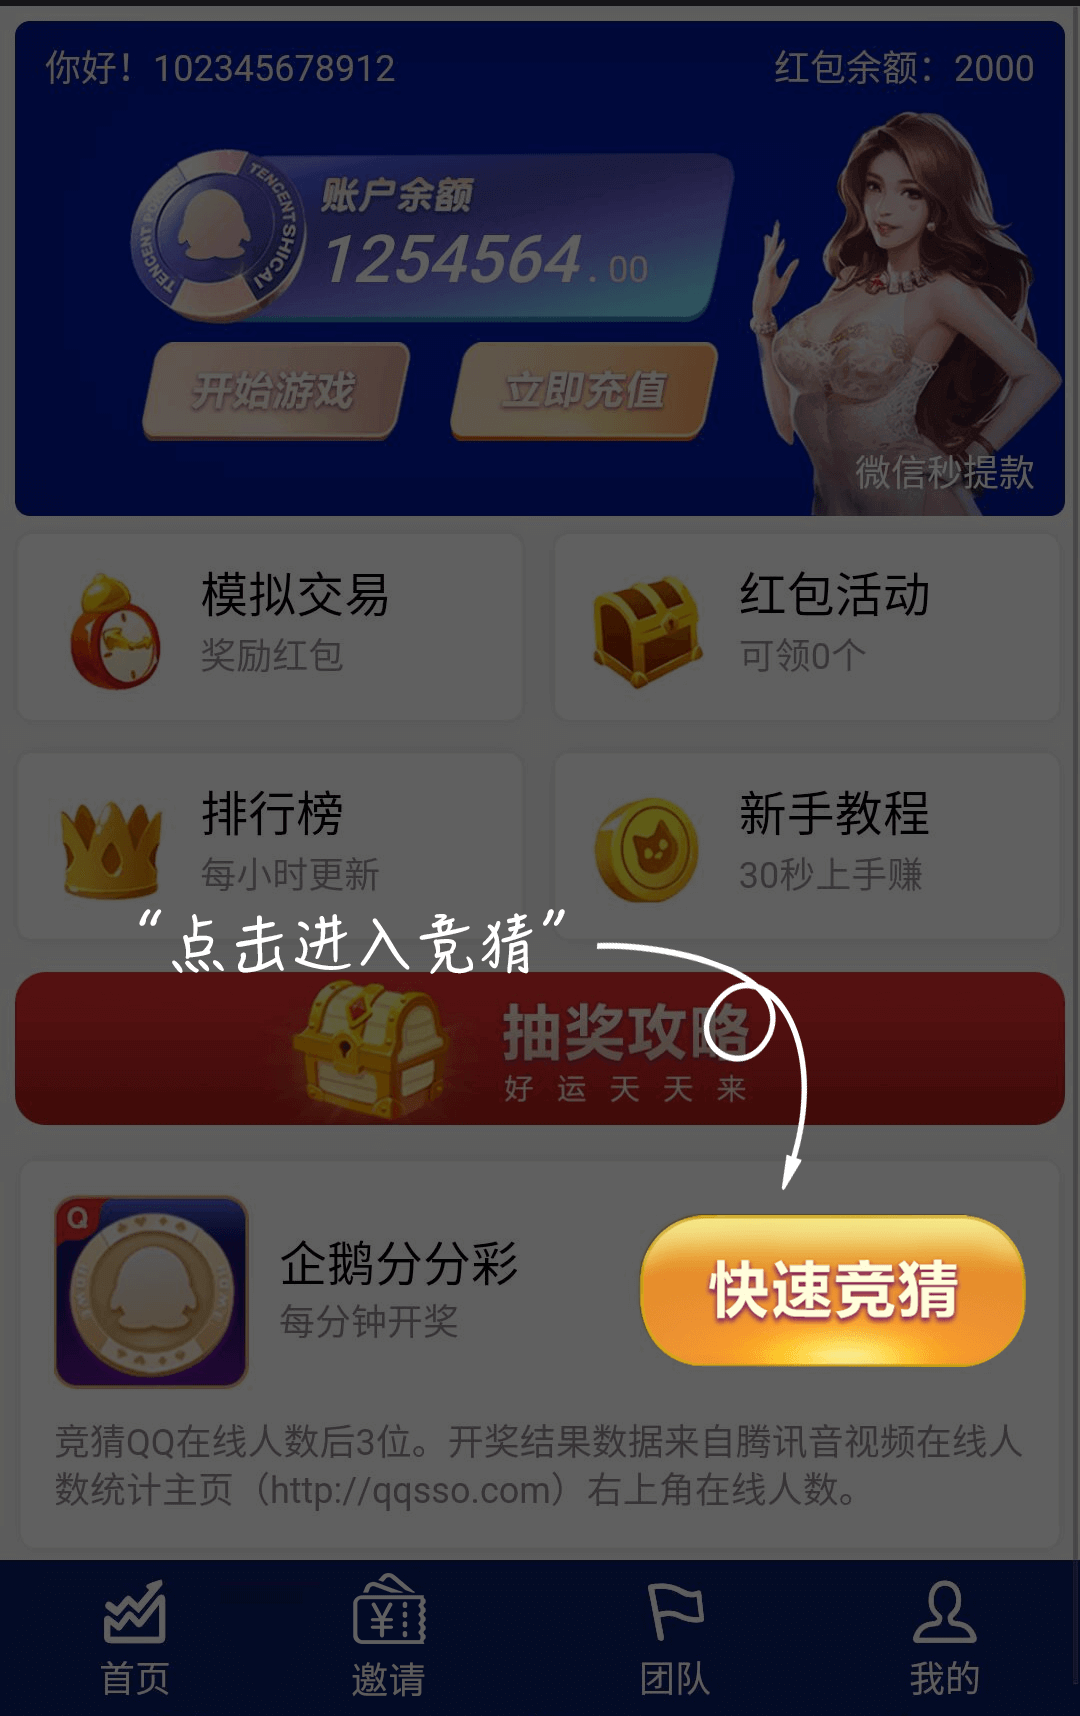 你好！102345678912
红包余额：2000
TENCENT POKER
TENCENT SHICAI
账户余额
1254564.00
开始游戏
立即充值
微信秒提款
模拟交易
奖励红包
红包活动
可领0个
排行榜
每小时更新
新手教程
30秒上手赚
“点击进入竞猜”
抽奖攻略
好运天天来
Q
企鹅分分彩
每分钟开奖
快速竞猜
竞猜QQ在线人数后3位。开奖结果数据来自腾讯音视频在线人
数统计主页（http://qqsso.com）右上角在线人数。
首页
邀请
团队
我的